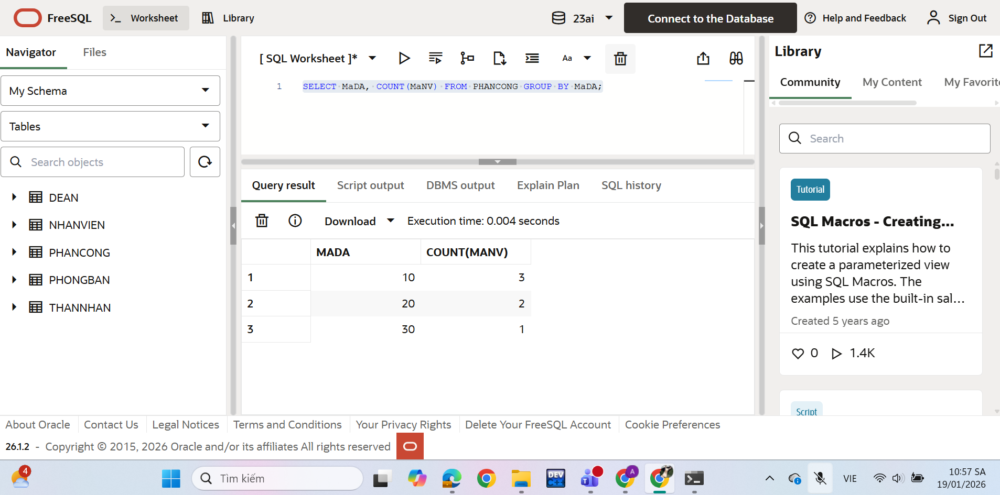 FreeSQL
Worksheet
Library
23ai
Connect to the Database
Help and Feedback
Sign Out
Navigator
Files
My Schema
Tables
Search objects
DEAN
NHANVIEN
PHANCONG
PHONGBAN
THANNHAN
[ SQL Worksheet ]*
Aa
1 SELECT MaDA, COUNT(MaNV) FROM PHANCONG GROUP BY MaDA;
Query result
Script output
DBMS output
Explain Plan
SQL history
Download
Execution time: 0.004 seconds
MADA COUNT(MANV)
1 10 3
2 20 2
3 30 1
Library
Community
My Content
My Favorit
Search
Tutorial
SQL Macros - Creating...
This tutorial explains how to
create a parameterized view
using SQL Macros. The
examples use the built-in sal...
Created 5 years ago
0 1.4K
Script
About Oracle
Contact Us
Legal Notices
Terms and Conditions
Your Privacy Rights
Delete Your FreeSQL Account
Cookie Preferences
26.1.2 - Copyright © 2015, 2026 Oracle and/or its affiliates All rights reserved
4
Tìm kiếm
DEV
C++
T
A
VIE
10:57 SA
19/01/2026